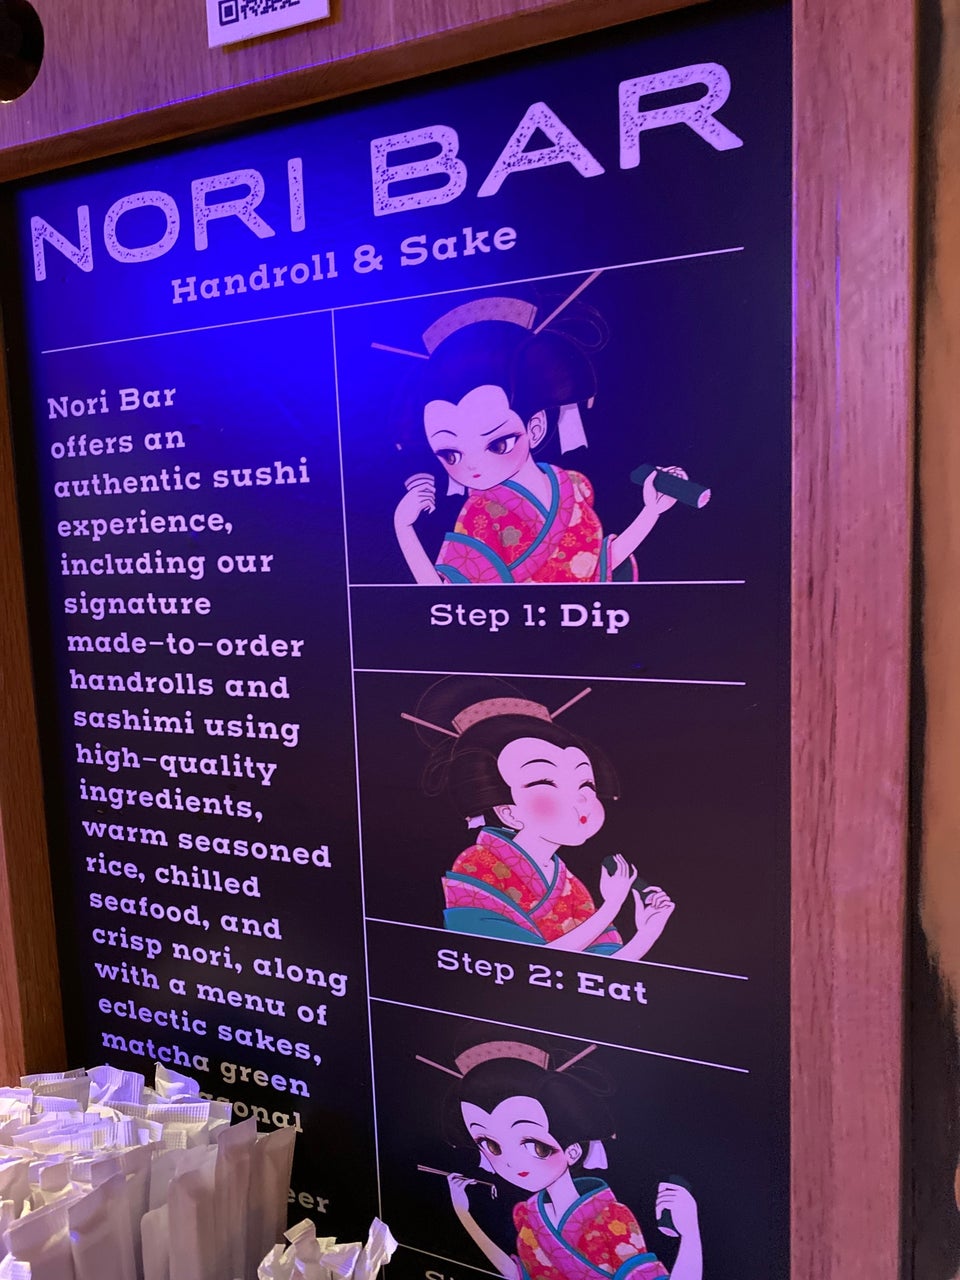 NORI BAR
Handroll & Sake
Nori Bar
offers an
authentic sushi
experience,
including our
signature
made-to-order
handrolls and
sashimi using
high-quality
ingredients,
warm seasoned
rice, chilled
seafood, and
crisp nori, along
with a menu of
eclectic sakes,
matcha green
Step 1: Dip
Step 2: Eat